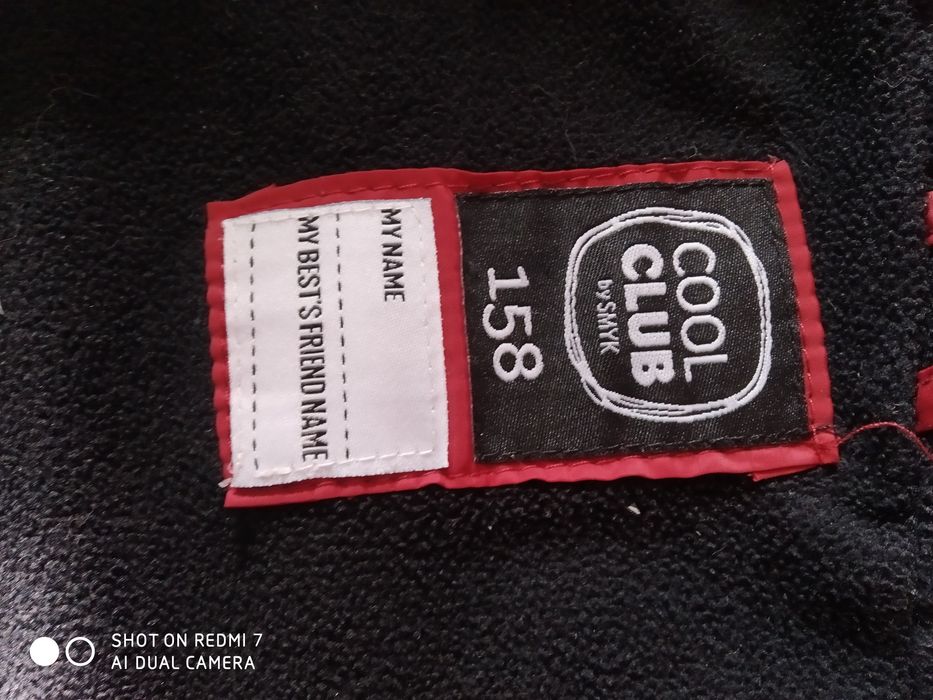 COOL
CLUB
by SMYK
158
MY NAME
MY BEST'S FRIEND NAME
SHOT ON REDMI 7
AI DUAL CAMERA